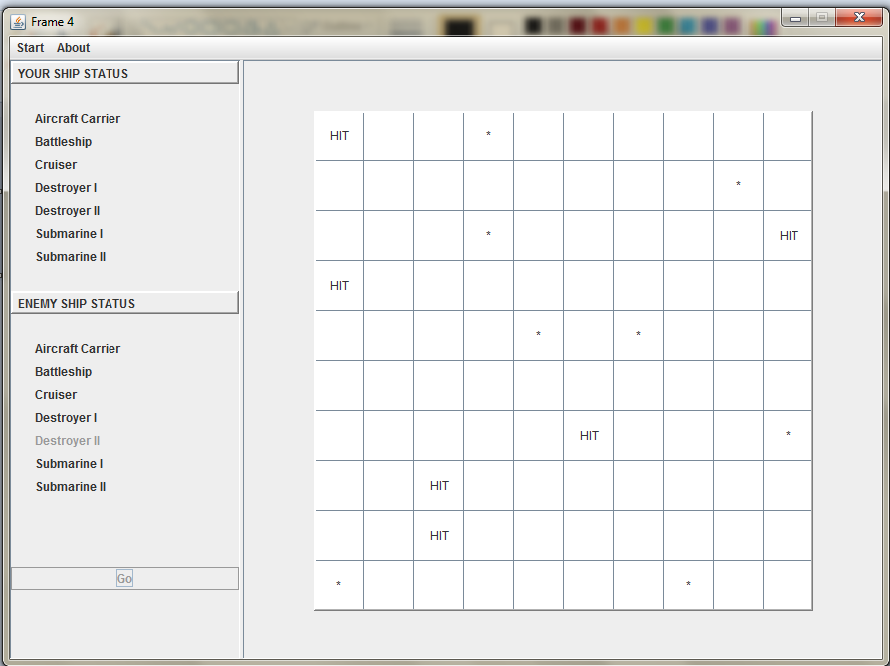 Frame 4
Start About
YOUR SHIP STATUS
Aircraft Carrier
Battleship
Cruiser
Destroyer I
Destroyer II
Submarine I
Submarine II
ENEMY SHIP STATUS
Aircraft Carrier
Battleship
Cruiser
Destroyer I
Destroyer II
Submarine I
Submarine II
Go
HIT *
*
* HIT
HIT
* *
HIT *
HIT
HIT
* *